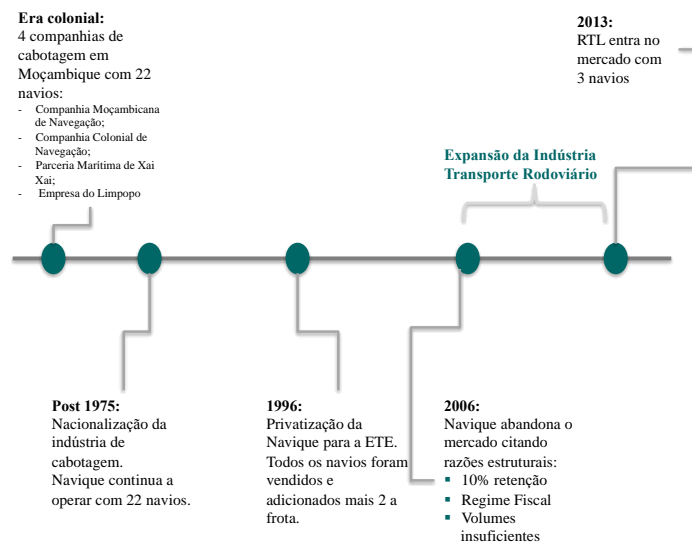 Era colonial:
4 companhias de
cabotagem em
Moçambique com 22
navios:
- Companhia Moçambicana
de Navegação;
- Companhia Colonial de
Navegação;
- Parceria Marítima de Xai
Xai;
- Empresa do Limpopo
2013:
RTL entra no
mercado com
3 navios
Expansão da Indústria
Transporte Rodoviário
Post 1975:
Nacionalização da
indústria de
cabotagem.
Navique continua a
operar com 22 navios.
1996:
Privatização da
Navique para a ETE.
Todos os navios foram
vendidos e
adicionados mais 2 a
frota.
2006:
Navique abandona o
mercado citando
razões estruturais:
▪ 10% retenção
▪ Regime Fiscal
▪ Volumes
insuficientes